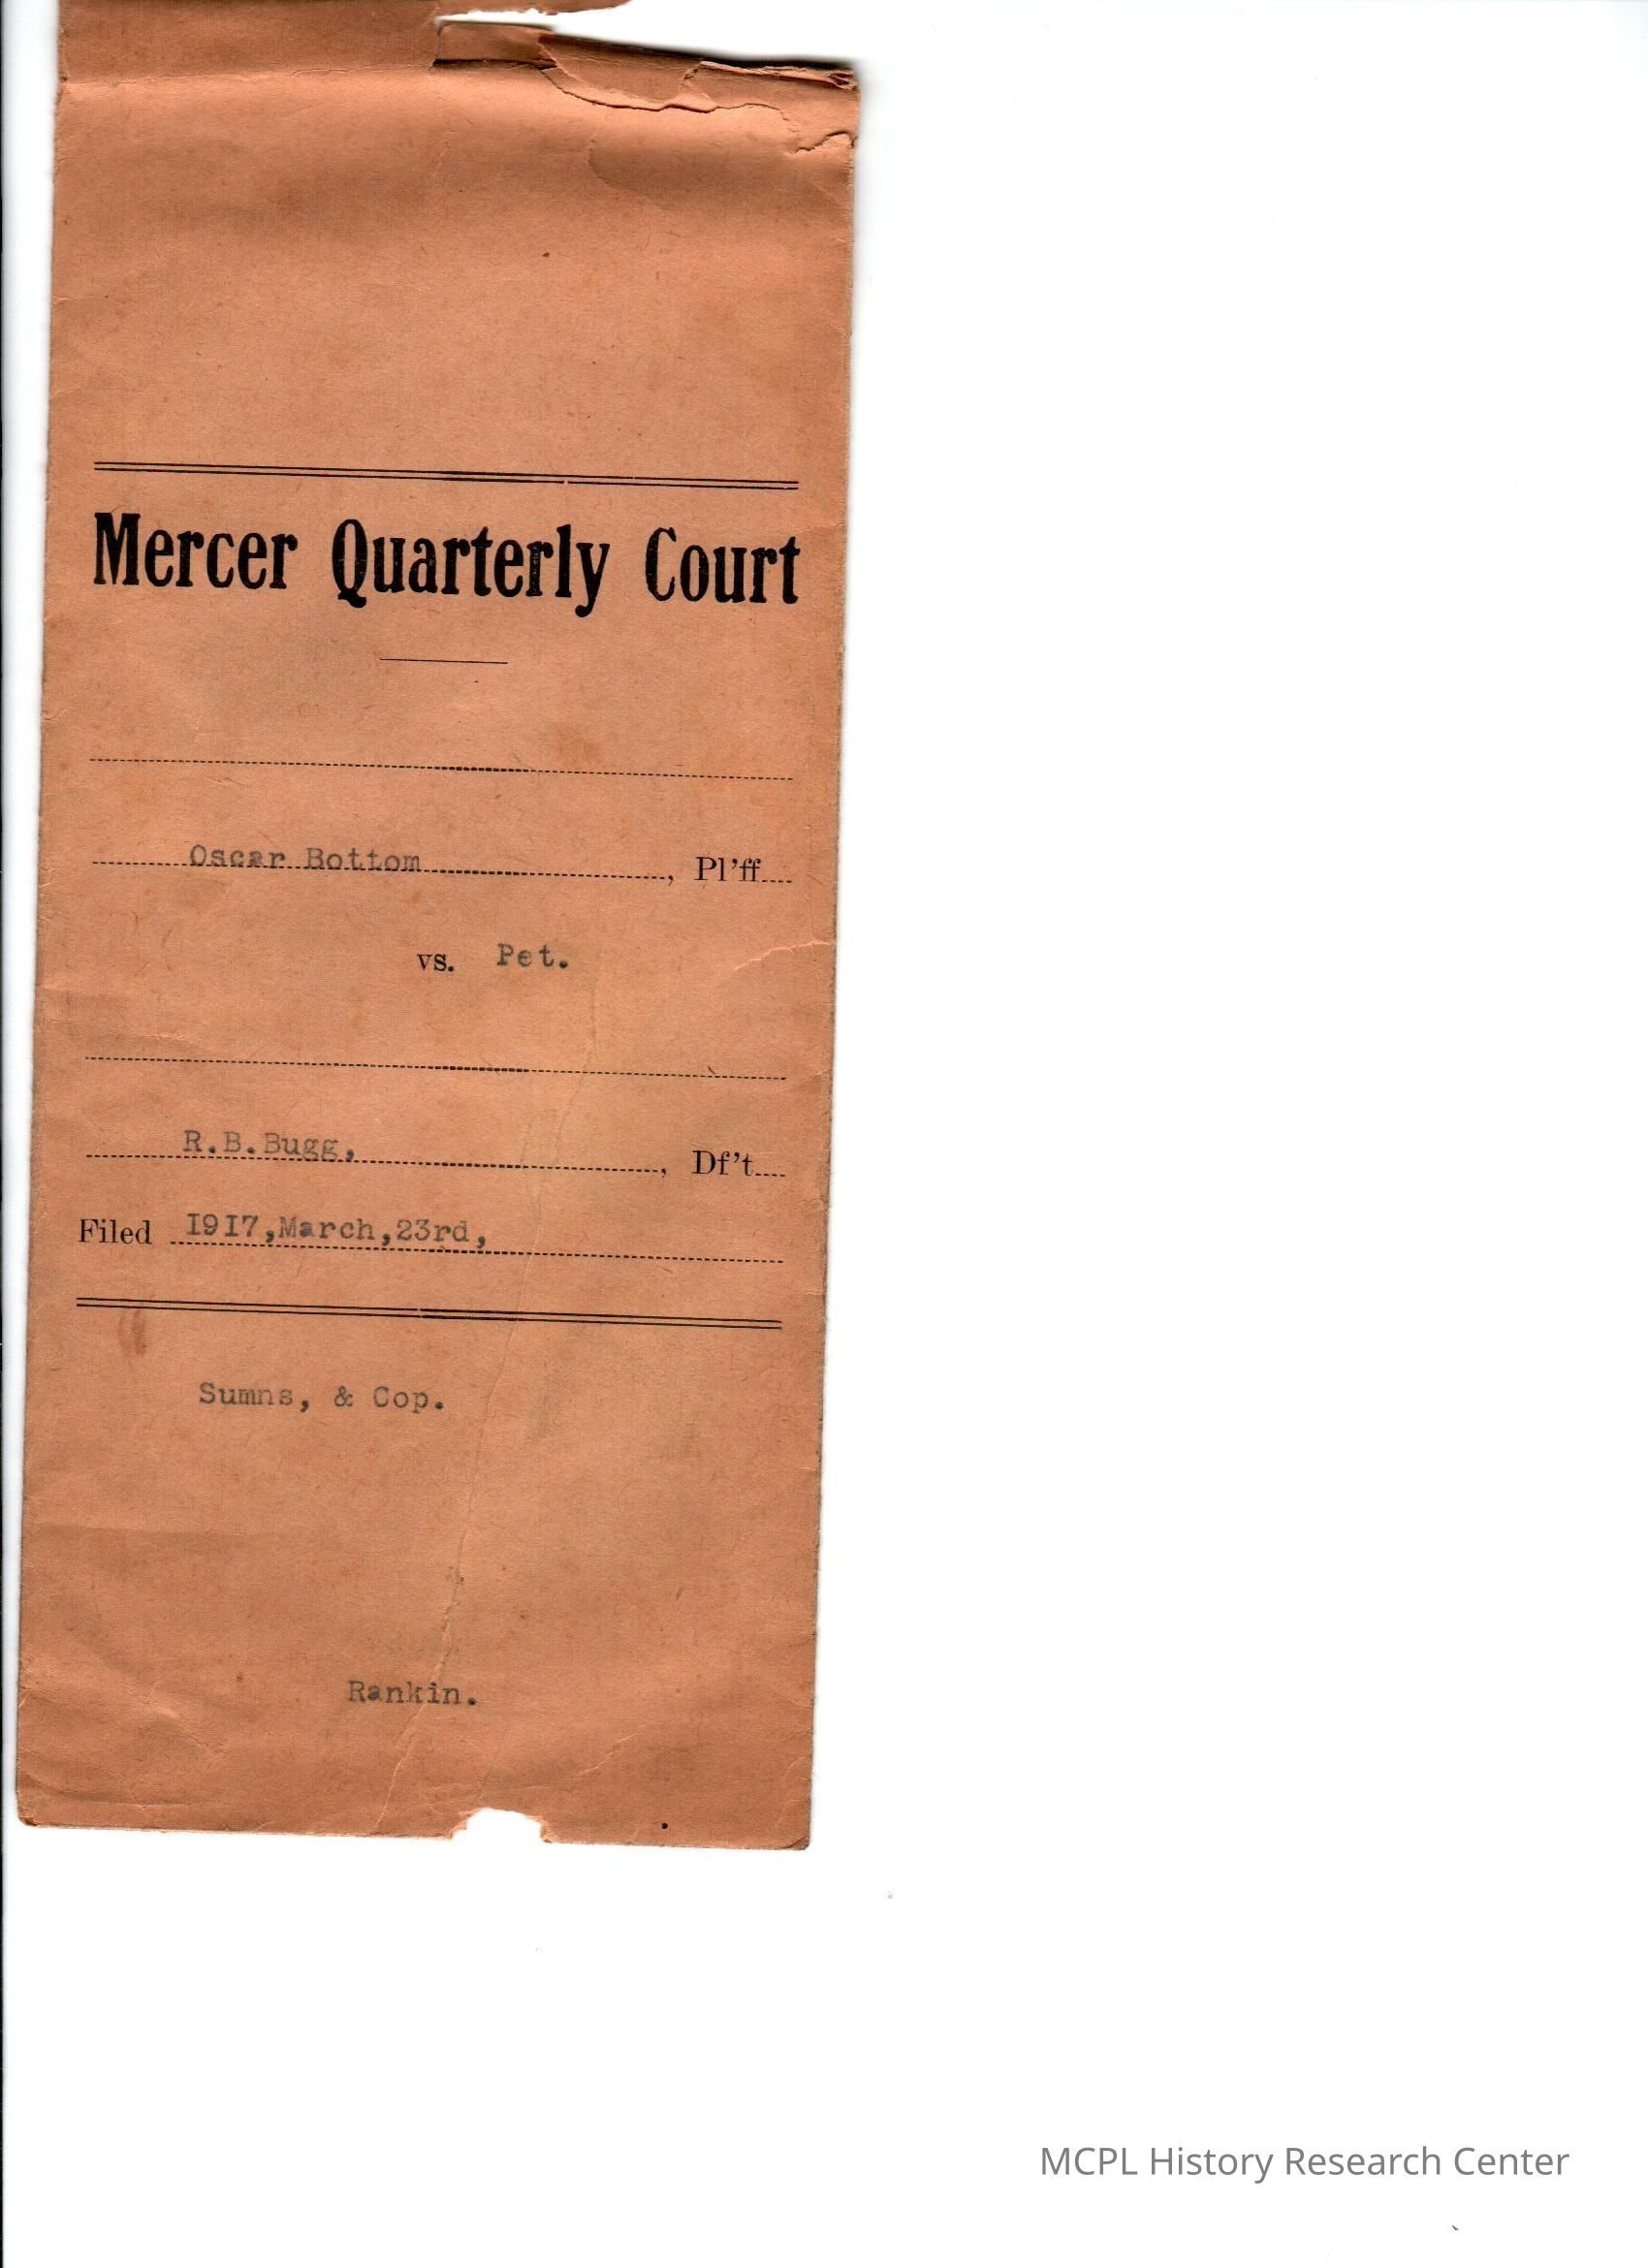 Mercer Quarterly Court
Oscar Bottom, Pl'ff
vs. Pet.
R.B.Bugg,, Df't
Filed I9I7,March,23rd,
Sumns, & Cop.
Rankin.
MCPL History Research Center